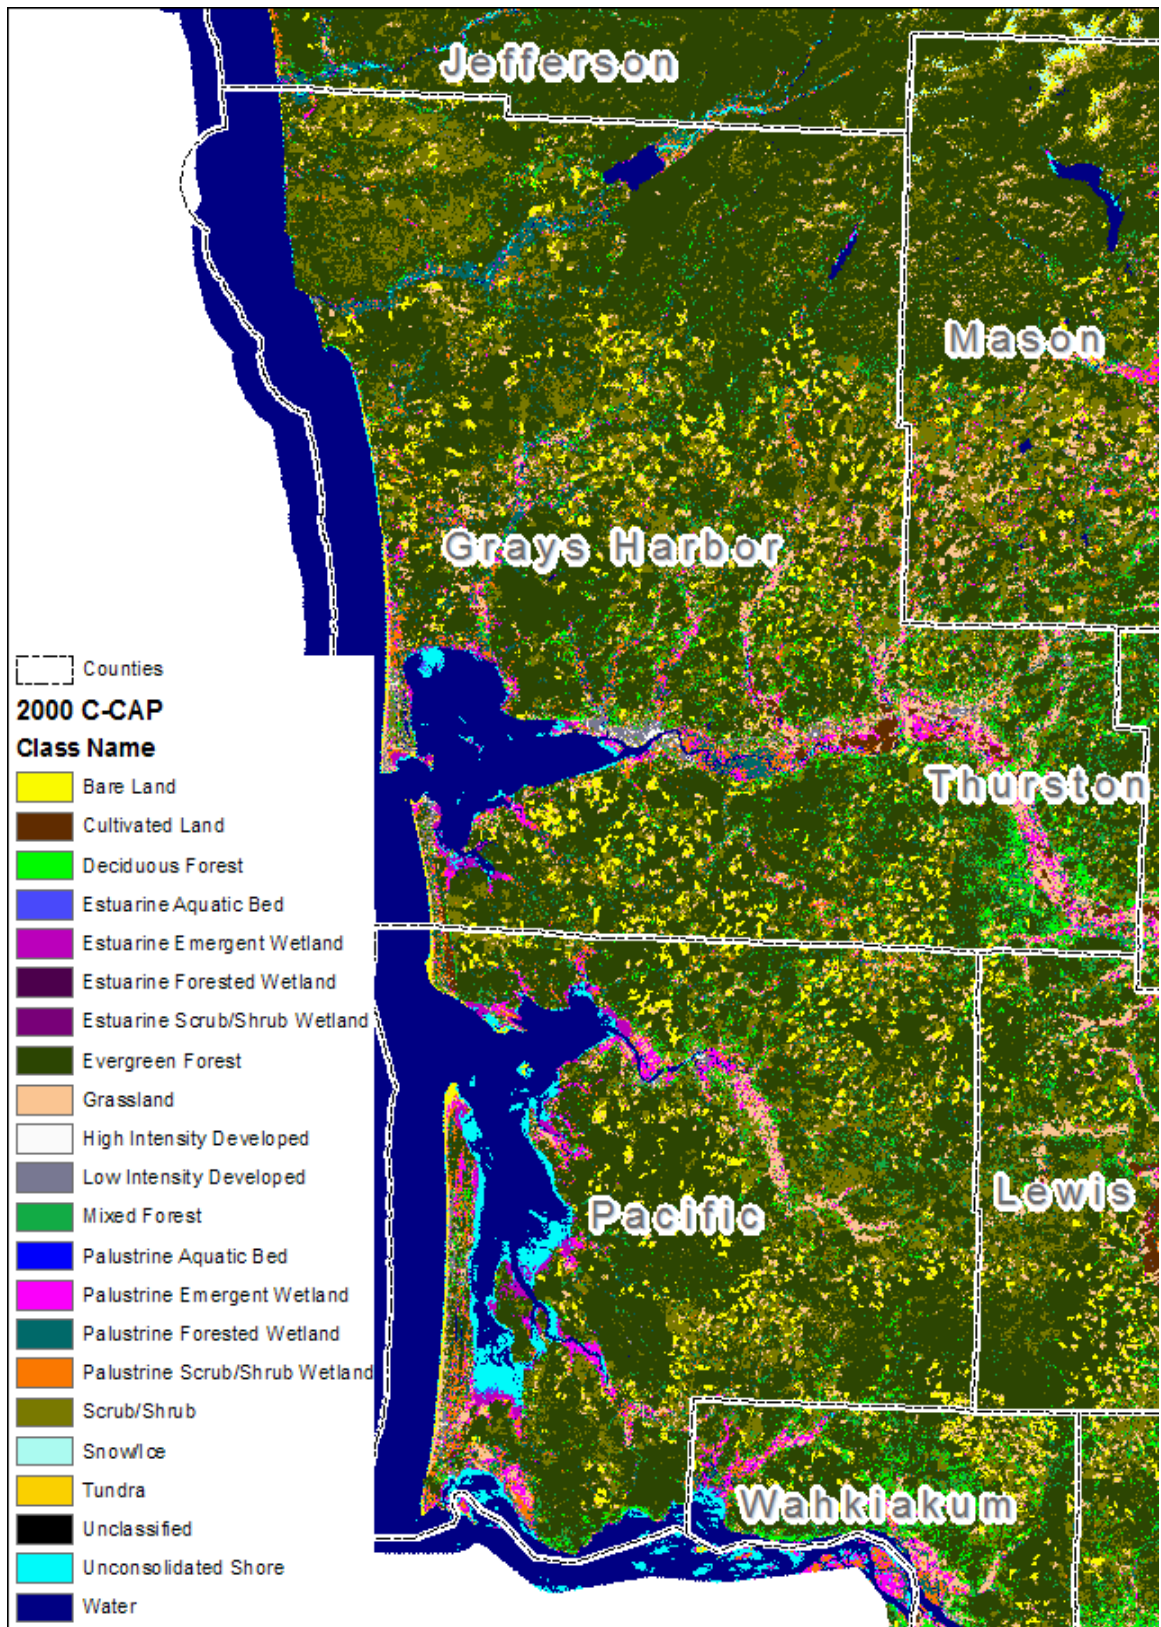 Jefferson
Mason
Grays Harbor
Counties
2000 C-CAP
Class Name
Bare Land
Cultivated Land
Deciduous Forest
Estuarine Aquatic Bed
Estuarine Emergent Wetland
Estuarine Forested Wetland
Estuarine Scrub/Shrub Wetland
Evergreen Forest
Grassland
High Intensity Developed
Low Intensity Developed
Mixed Forest
Palustrine Aquatic Bed
Palustrine Emergent Wetland
Palustrine Forested Wetland
Palustrine Scrub/Shrub Wetland
Scrub/Shrub
Snow/Ice
Tundra
Unclassified
Unconsolidated Shore
Water
Thurston
Lewis
Pacific
Wahkiakum